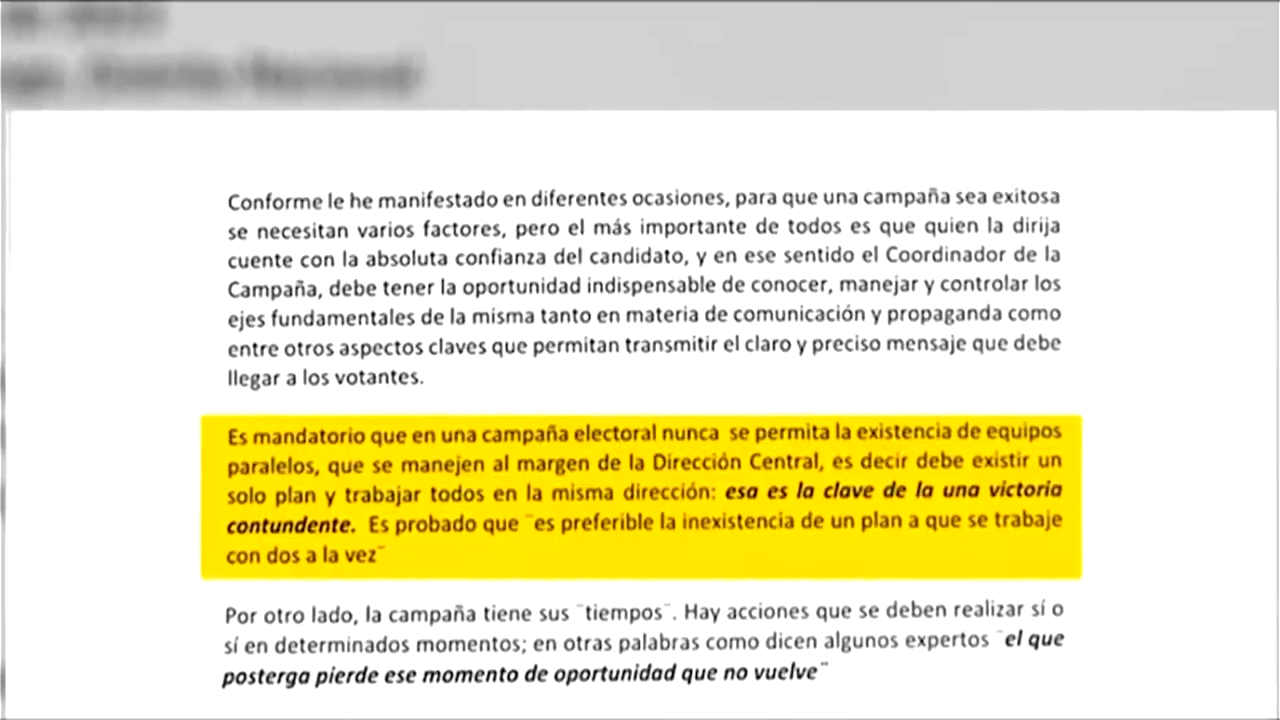 Conforme le he manifestado en diferentes ocasiones, para que una campaña sea exitosa
se necesitan varios factores, pero el más importante de todos es que quien la dirija
cuente con la absoluta confianza del candidato, y en ese sentido el Coordinador de la
Campaña, debe tener la oportunidad indispensable de conocer, manejar y controlar los
ejes fundamentales de la misma tanto en materia de comunicación y propaganda como
entre otros aspectos claves que permitan transmitir el claro y preciso mensaje que debe
llegar a los votantes.
Es mandatorio que en una campaña electoral nunca se permita la existencia de equipos
paralelos, que se manejen al margen de la Dirección Central, es decir debe existir un
solo plan y trabajar todos en la misma dirección: esa es la clave de la una victoria
contundente. Es probado que ¨es preferible la inexistencia de un plan a que se trabaje
con dos a la vez¨
Por otro lado, la campaña tiene sus ¨tiempos¨. Hay acciones que se deben realizar sí o
sí en determinados momentos; en otras palabras como dicen algunos expertos ¨el que
posterga pierde ese momento de oportunidad que no vuelve¨